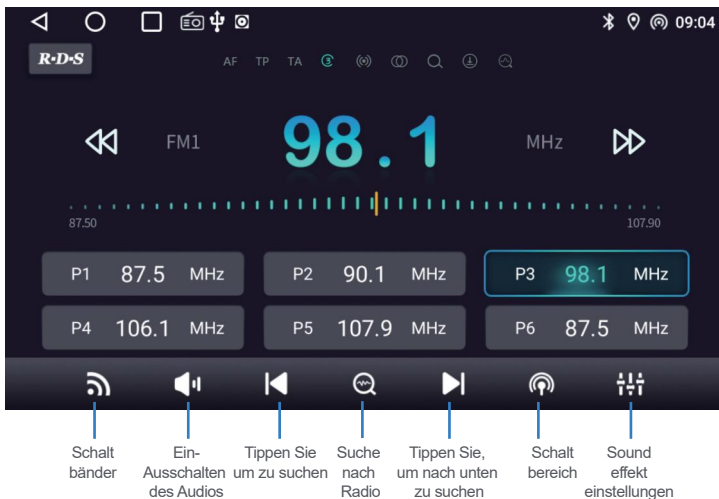 09:04
R·D·S AF TP TA
FM1 98.1 MHz
87.50 107.90
P1 87.5 MHz P2 90.1 MHz P3 98.1 MHz
P4 106.1 MHz P5 107.9 MHz P6 87.5 MHz
Schalt
bänder
Ein-
Ausschalten
des Audios
Tippen Sie
um zu suchen
Suche
nach
Radio
Tippen Sie,
um nach unten
zu suchen
Schalt
bereich
Sound
effekt
einstellungen